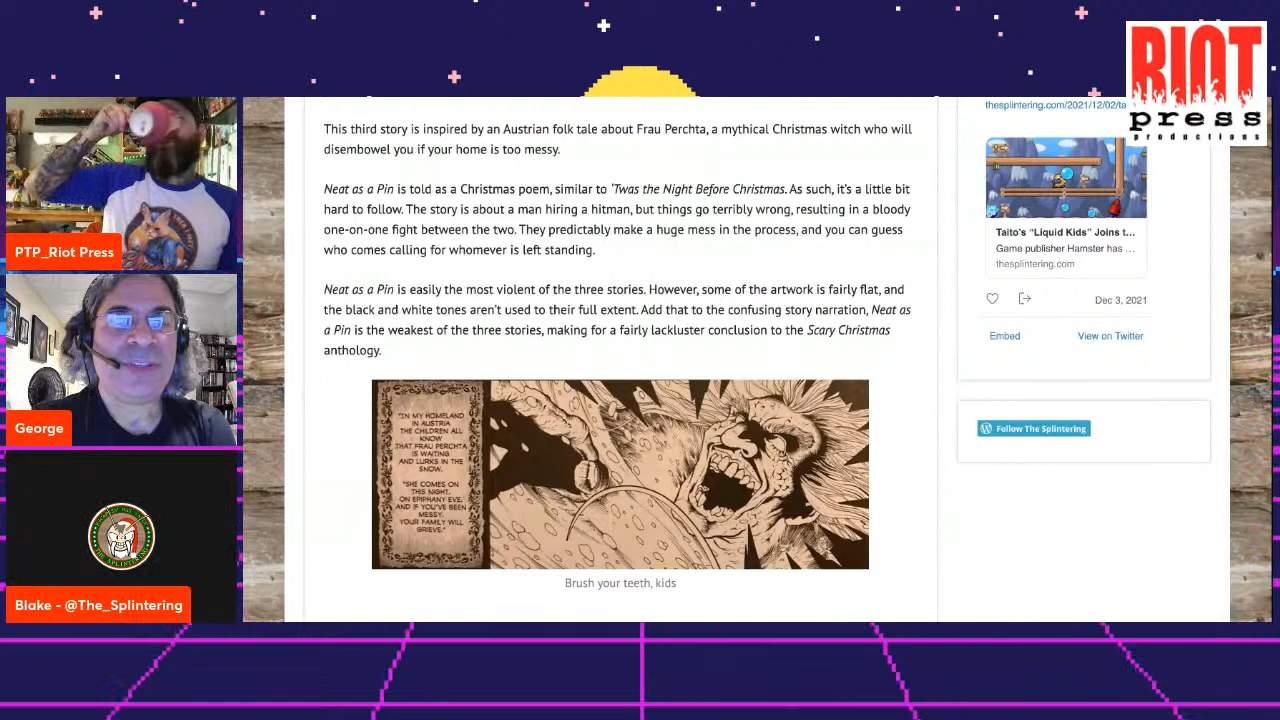 RIOT
press
productions
PTP_Riot Press
George
Blake - @The_Splintering
This third story is inspired by an Austrian folk tale about Frau Perchta, a mythical Christmas witch who will
disembowel you if your home is too messy.
Neat as a Pin is told as a Christmas poem, similar to ‘Twas the Night Before Christmas. As such, it’s a little bit
hard to follow. The story is about a man hiring a hitman, but things go terribly wrong, resulting in a bloody
one-on-one fight between the two. They predictably make a huge mess in the process, and you can guess
who comes calling for whomever is left standing.
Neat as a Pin is easily the most violent of the three stories. However, some of the artwork is fairly flat, and
the black and white tones aren’t used to their full extent. Add that to the confusing story narration, Neat as
a Pin is the weakest of the three stories, making for a fairly lackluster conclusion to the Scary Christmas
anthology.
"IN MY HOMELAND
IN AUSTRIA
THE CHILDREN ALL
KNOW
THAT FRAU PERCHTA
IS WAITING
AND LURKS IN THE
SNOW.
"SHE COMES ON
THIS NIGHT,
ON EPIPHANY EVE,
AND IF YOU'VE BEEN
MESSY,
YOUR FAMILY WILL
GRIEVE."
Brush your teeth, kids
thesplintering.com/2021/12/02/ta
Taito’s “Liquid Kids” Joins t…
Game publisher Hamster has …
thesplintering.com
Dec 3, 2021
Embed
View on Twitter
Follow The Splintering